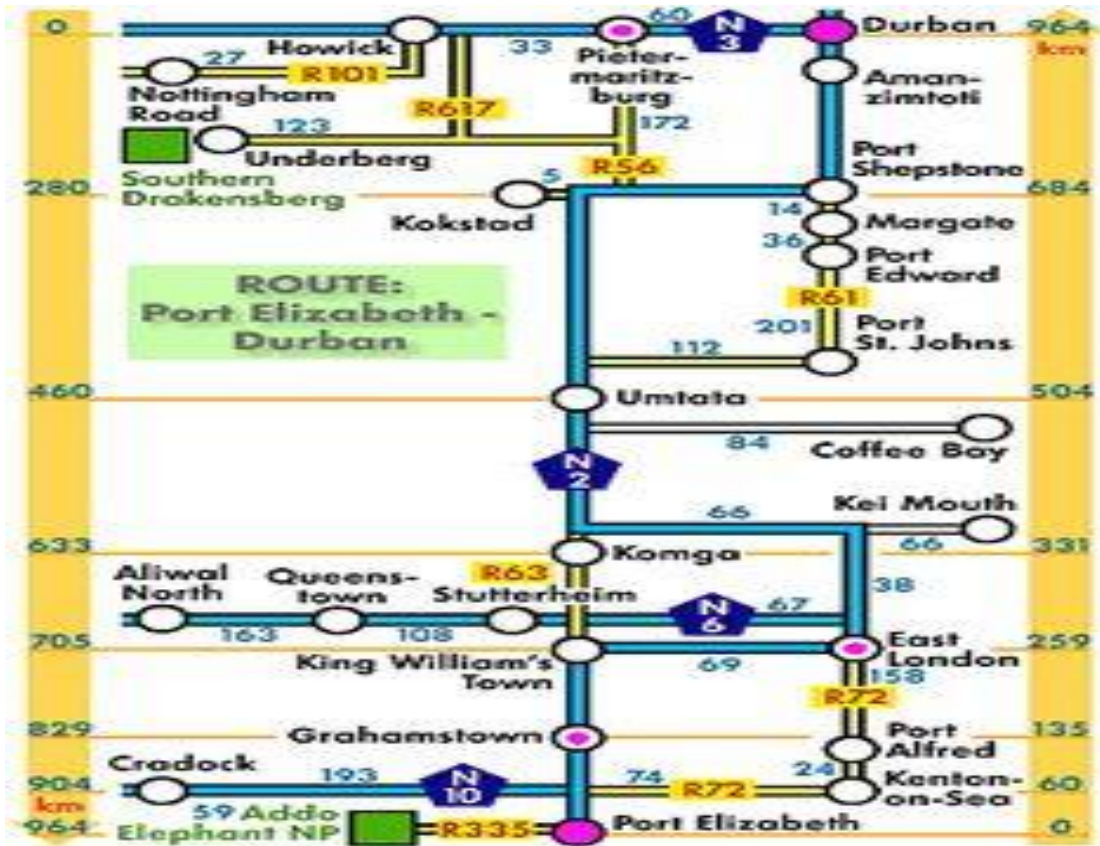 0
60
N
3
Durban
964
km
Howick
33
Pieter-
maritz-
burg
27
R101
Aman-
zimtoti
Nottingham
Road
R617
123
172
Underberg
R56
Port
Shepstone
280
Southern
Drakensberg
5
684
Kokstad
14
Margate
36
Port
Edward
ROUTE:
Port Elizabeth -
Durban
R61
201
Port
St. Johns
112
460
Umtata
504
84
Coffee Bay
N
2
Kei Mouth
66
66
633
Komga
331
Aliwal
North
Queens-
town
R63
Stutterheim
38
N
6
67
163
108
705
East
London
259
King William's
Town
69
158
R72
829
Grahamstown
Port
Alfred
135
Cradock
193
N
10
74
R72
24
Kenton-
on-Sea
904
60
km
59 Addo
Elephant NP
R335
964
Port Elizabeth
0